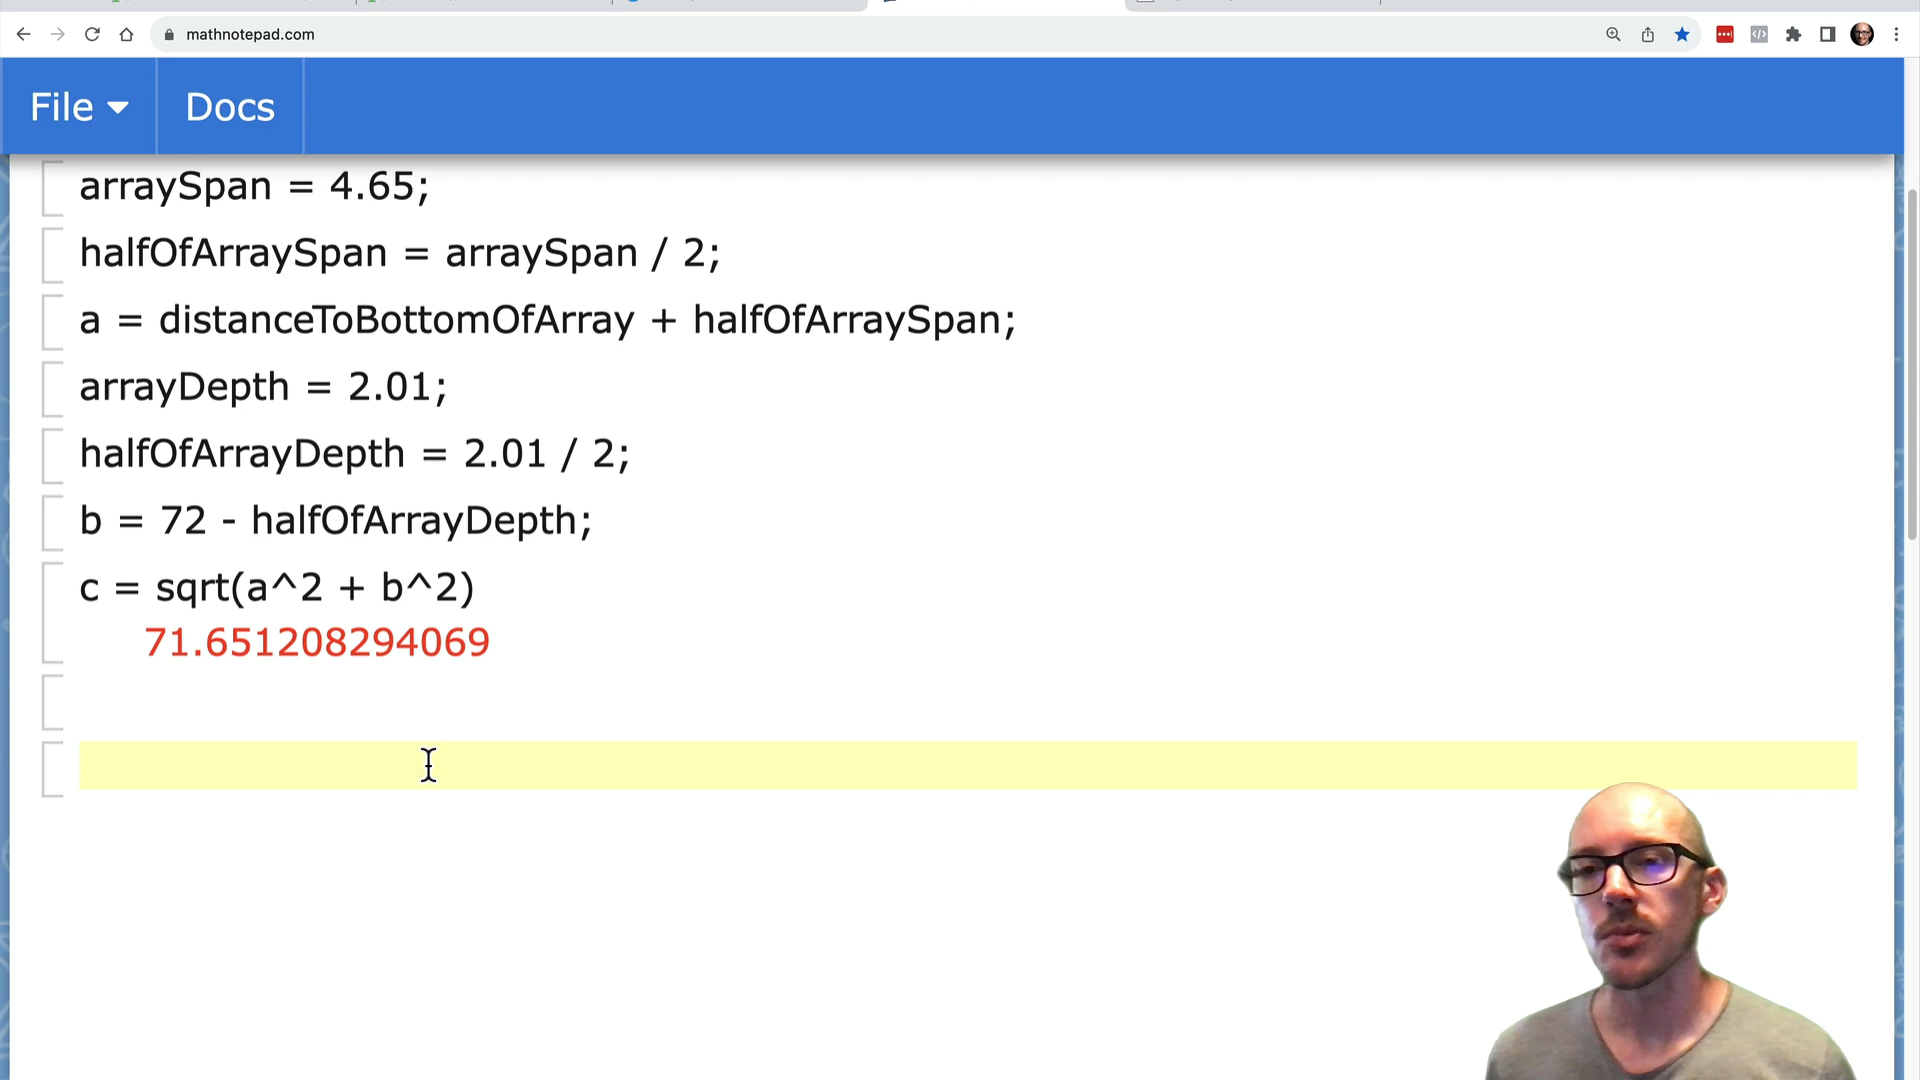 mathnotepad.com
File
Docs
arraySpan = 4.65;
halfOfArraySpan = arraySpan / 2;
a = distanceToBottomOfArray + halfOfArraySpan;
arrayDepth = 2.01;
halfOfArrayDepth = 2.01 / 2;
b = 72 - halfOfArrayDepth;
c = sqrt(a^2 + b^2)
71.651208294069